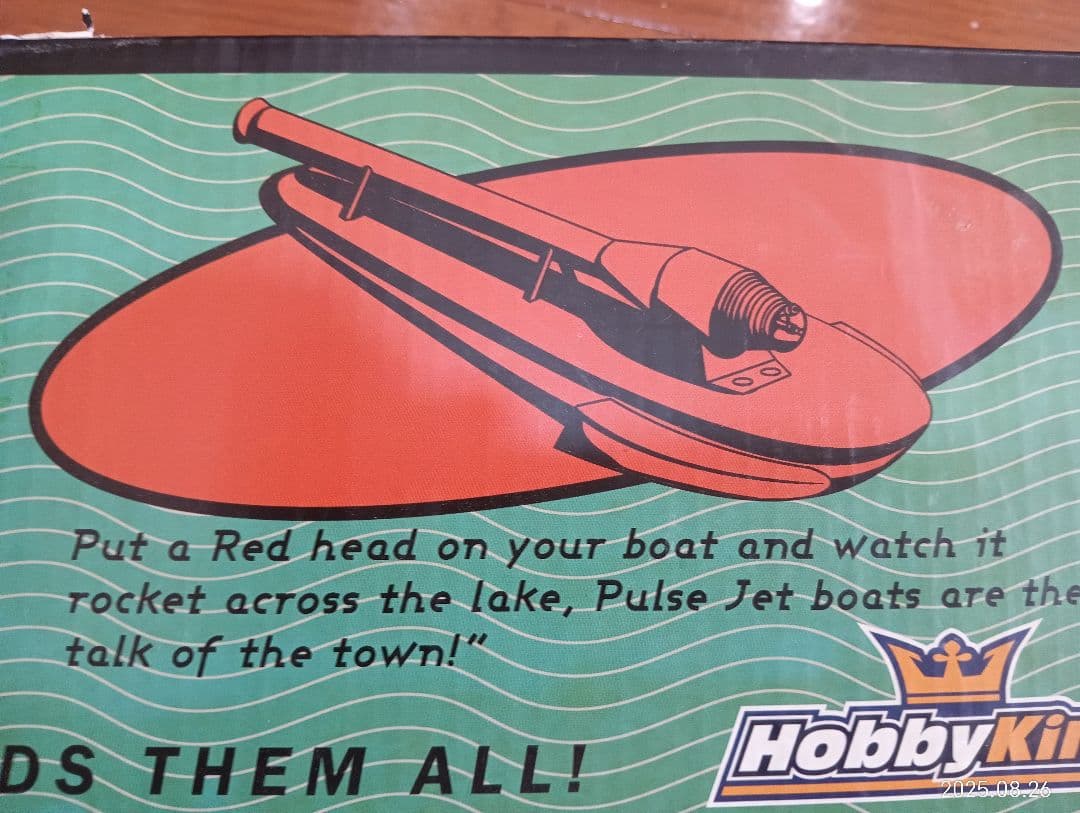 Put a Red head on your boat and watch it
rocket across the lake, Pulse Jet boats are the
talk of the town!”
DS THEM ALL!
HobbyKin
2025.08.26